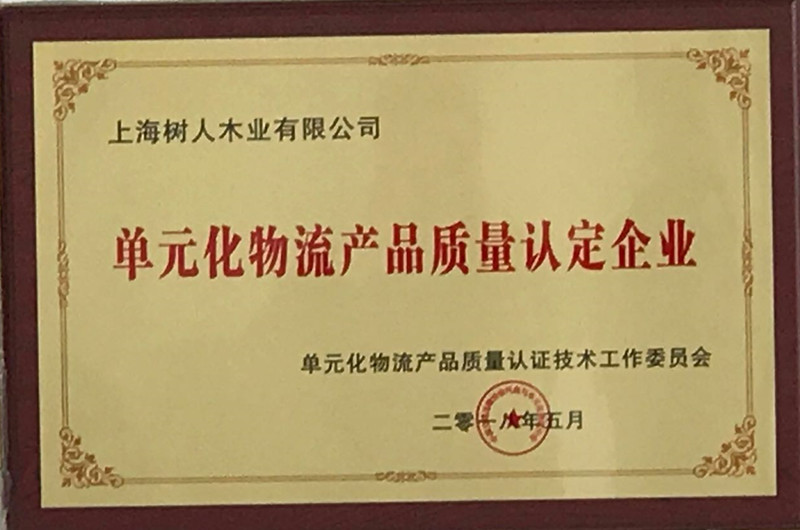 上海树人木业有限公司
单元化物流产品质量认定企业
单元化物流产品质量认证技术工作委员会
二零一八年五月